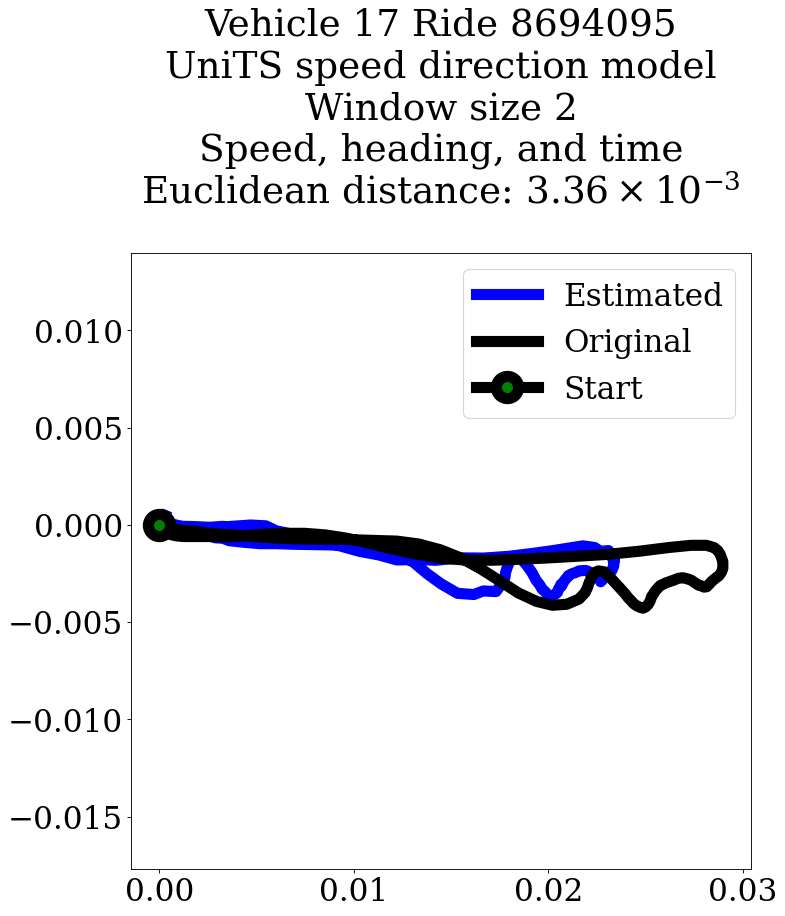 Vehicle 17 Ride 8694095
UniTS speed direction model
Window size 2
Speed, heading, and time
Euclidean distance: 3.36 × 10⁻³
Estimated
Original
Start
0.010
0.005
0.000
−0.005
−0.010
−0.015
0.00 0.01 0.02 0.03